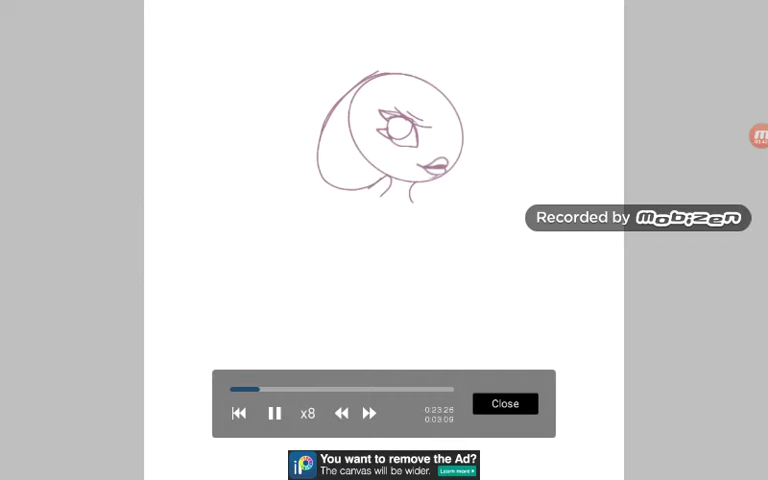 Recorded by mobizen
x8
0:23:26
0:03:09
Close
You want to remove the Ad?
The canvas will be wider.
Learn more